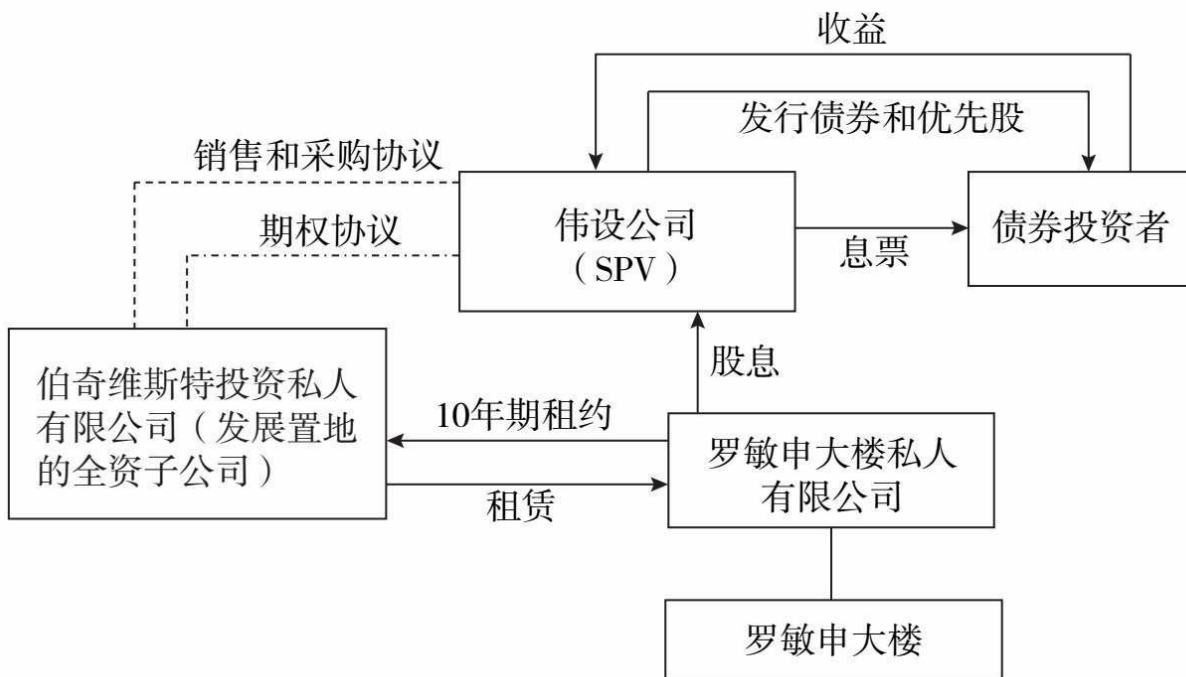 收益
发行债券和优先股
销售和采购协议
期权协议
伟设公司
（SPV）
息票
债券投资者
股息
伯奇维斯特投资私人
有限公司（发展置地
的全资子公司）
10年期租约
租赁
罗敏申大楼私人
有限公司
罗敏申大楼